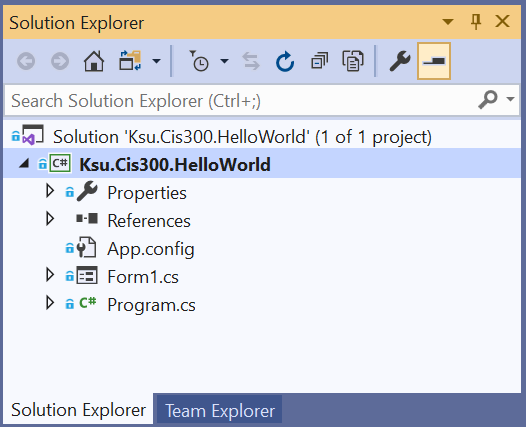 Solution Explorer
Search Solution Explorer (Ctrl+;)
Solution 'Ksu.Cis300.HelloWorld' (1 of 1 project)
C# Ksu.Cis300.HelloWorld
Properties
References
App.config
Form1.cs
C# Program.cs
Solution Explorer Team Explorer